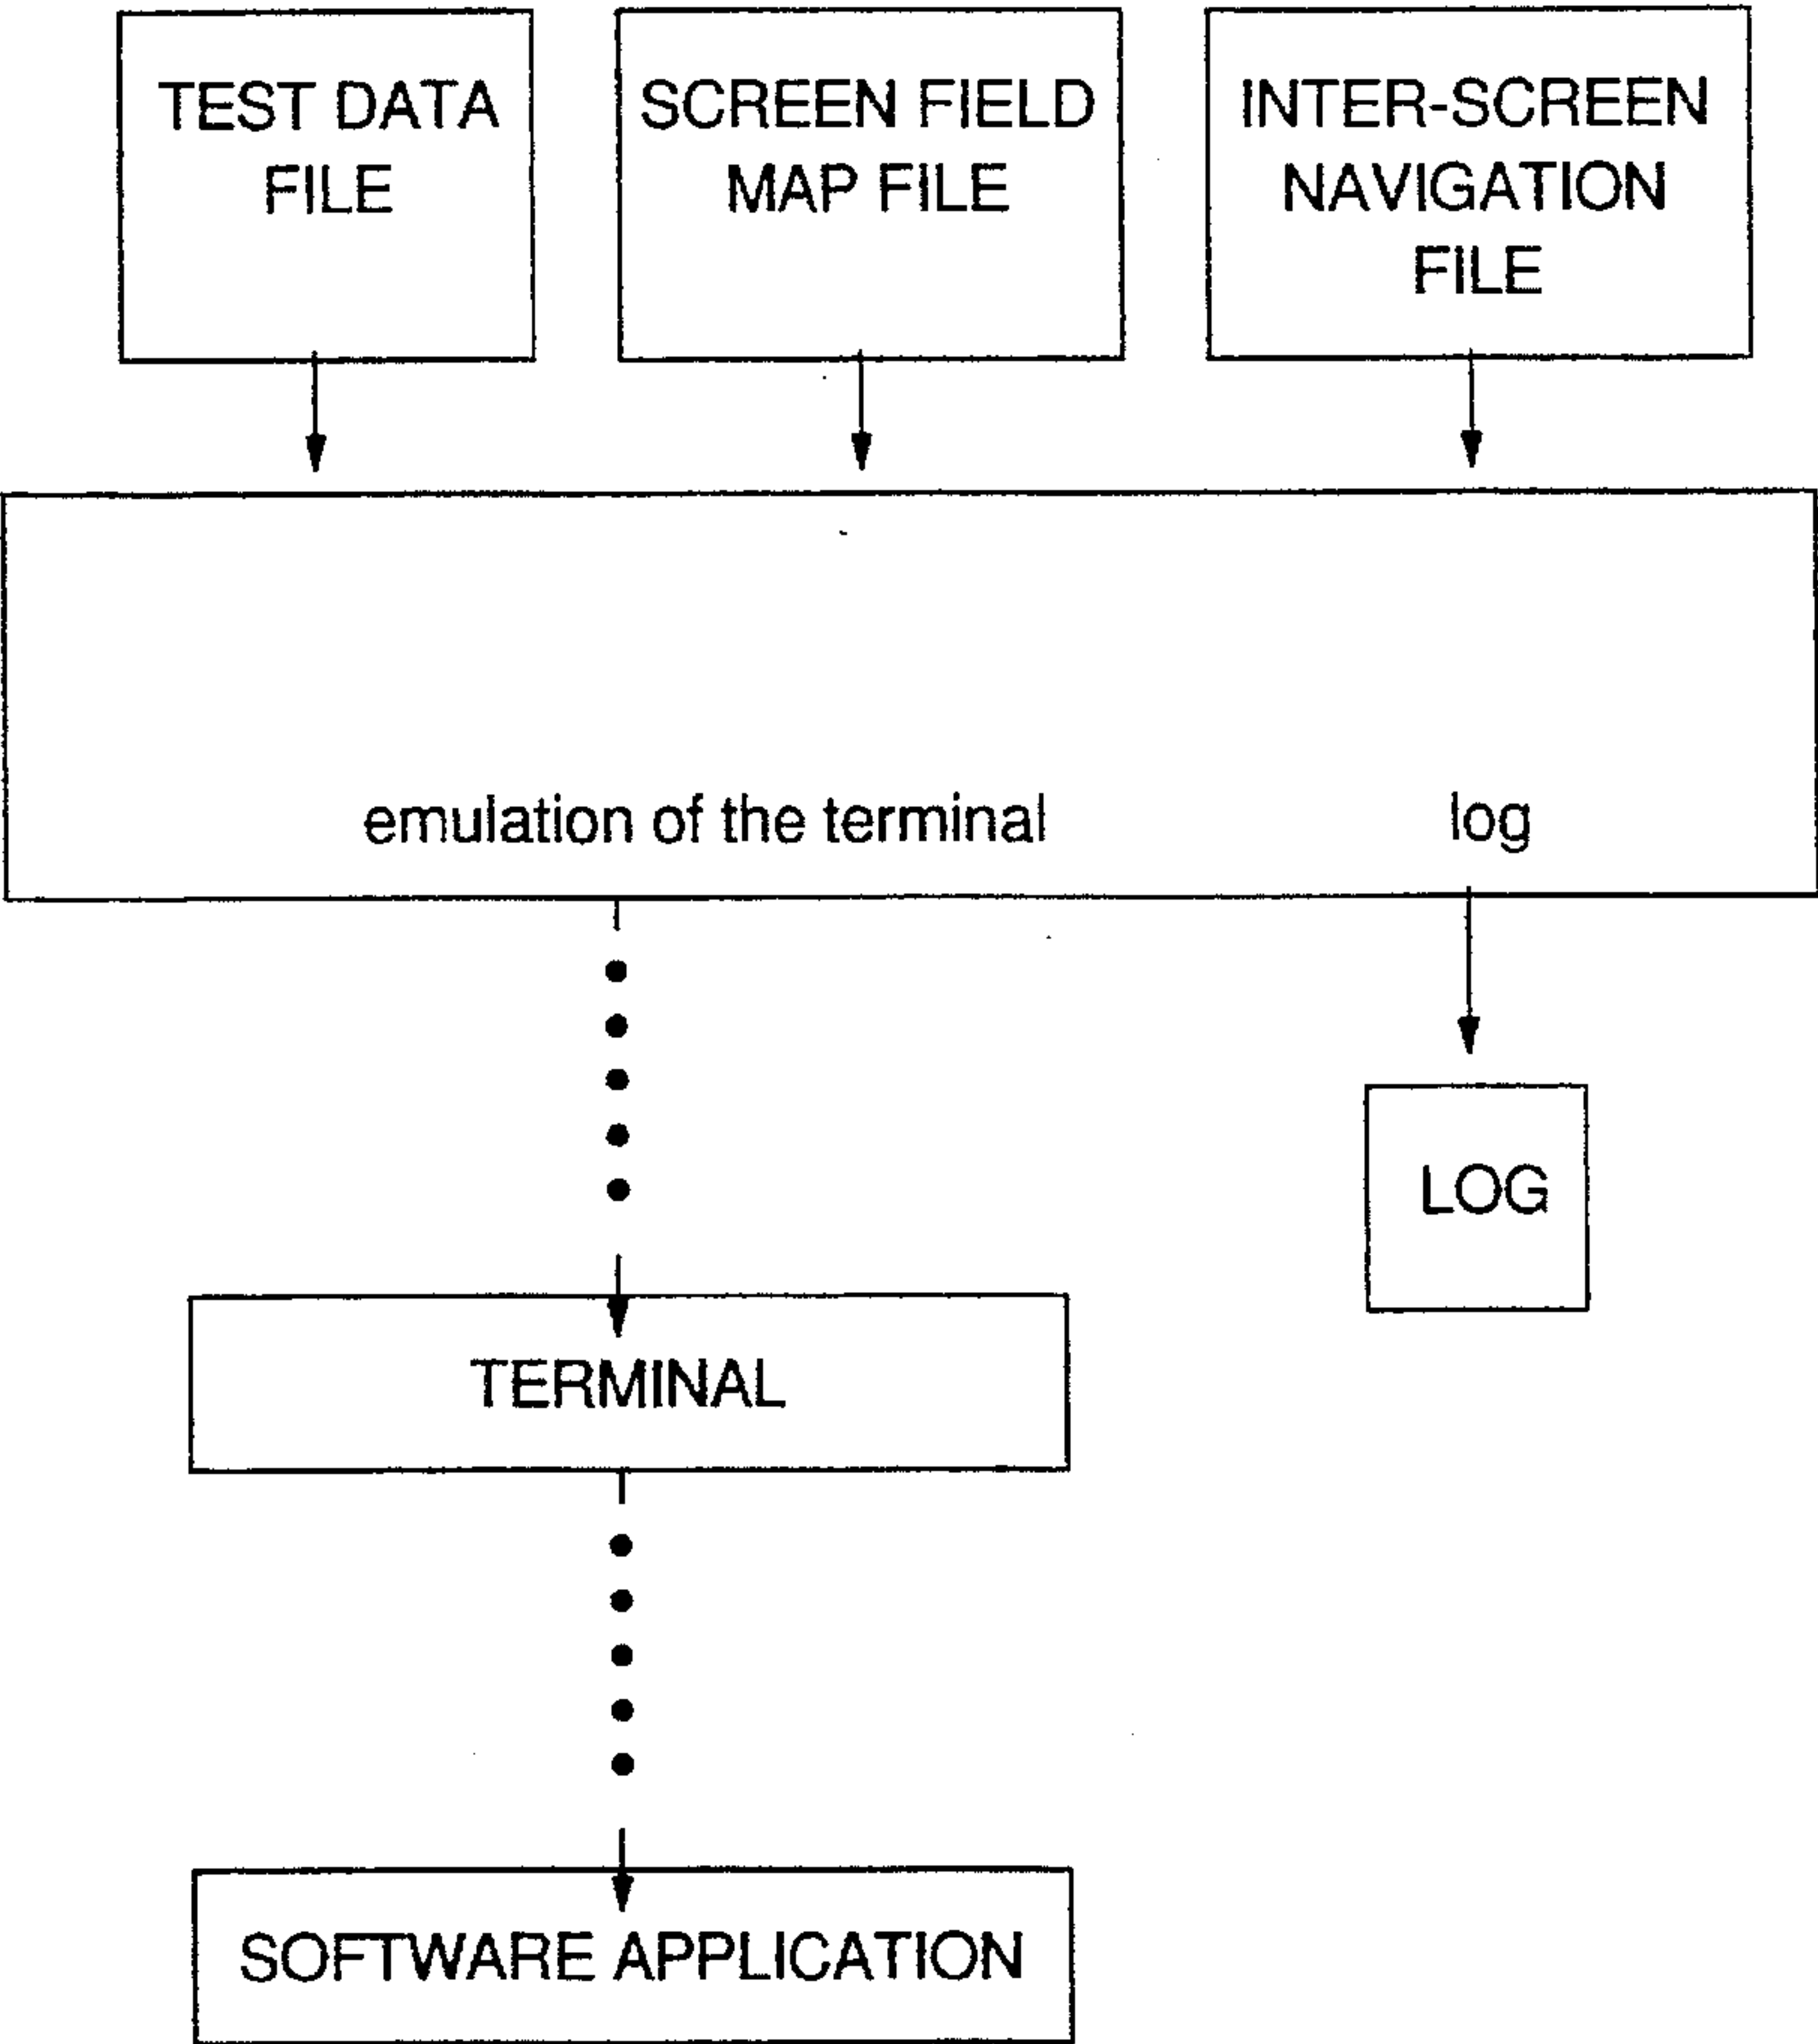 TEST DATA
FILE
SCREEN FIELD
MAP FILE
INTER-SCREEN
NAVIGATION
FILE
emulation of the terminal
log
LOG
TERMINAL
SOFTWARE APPLICATION